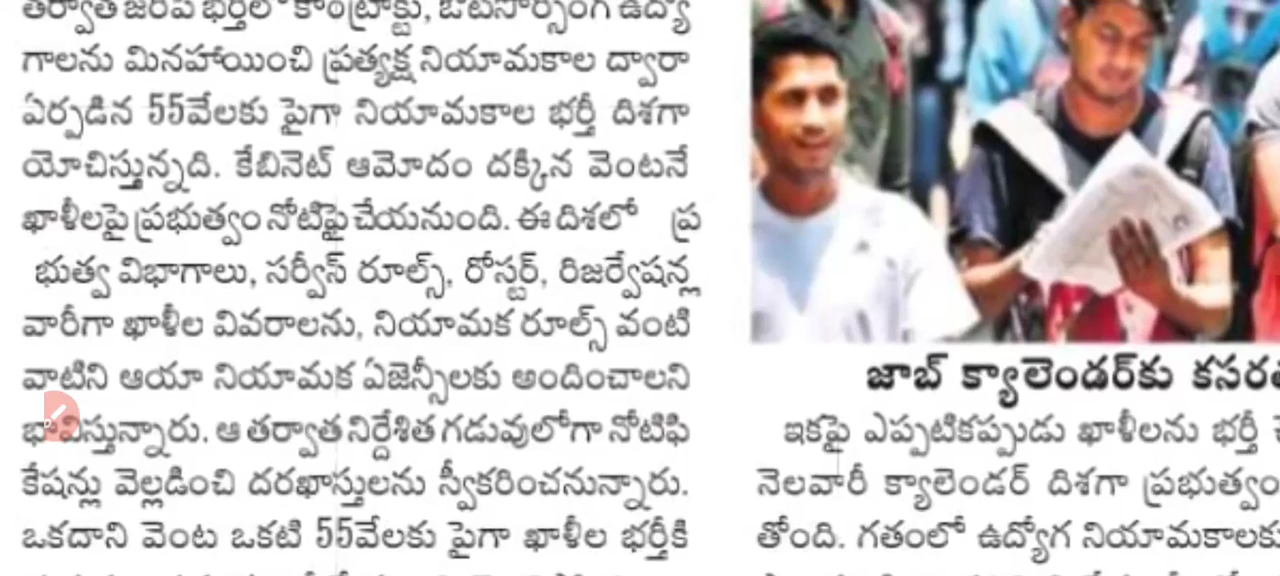 తర్వాత జరిపే భర్తీలో కాంట్రాక్టు, ఔట్‌సోర్సింగ్ ఉద్యో
గాలను మినహాయించి ప్రత్యక్ష నియామకాల ద్వారా
ఏర్పడిన 55వేలకు పైగా నియామకాల భర్తీ దిశగా
యోచిస్తున్నది. కేబినెట్ ఆమోదం దక్కిన వెంటనే
ఖాళీలపై ప్రభుత్వం నోటిఫై చేయనుంది. ఈ దిశలో ప్ర
భుత్వ విభాగాలు, సర్వీస్ రూల్స్, రోస్టర్, రిజర్వేషన్ల
వారీగా ఖాళీల వివరాలను, నియామక రూల్స్ వంటి
వాటిని ఆయా నియామక ఏజెన్సీలకు అందించాలని
భావిస్తున్నారు. ఆ తర్వాత నిర్దేశిత గడువులోగా నోటిఫి
కేషన్లు వెల్లడించి దరఖాస్తులను స్వీకరించనున్నారు.
ఒకదాని వెంట ఒకటి 55వేలకు పైగా ఖాళీల భర్తీకి
జాబ్ క్యాలెండర్‌కు
ఇకపై ఎప్పటికప్పుడు ఖాళీలను భర్తీ
నెలవారీ క్యాలెండర్ దిశగా ప్రభుత్వం
తోంది. గతంలో ఉద్యోగ నియామకాలకు